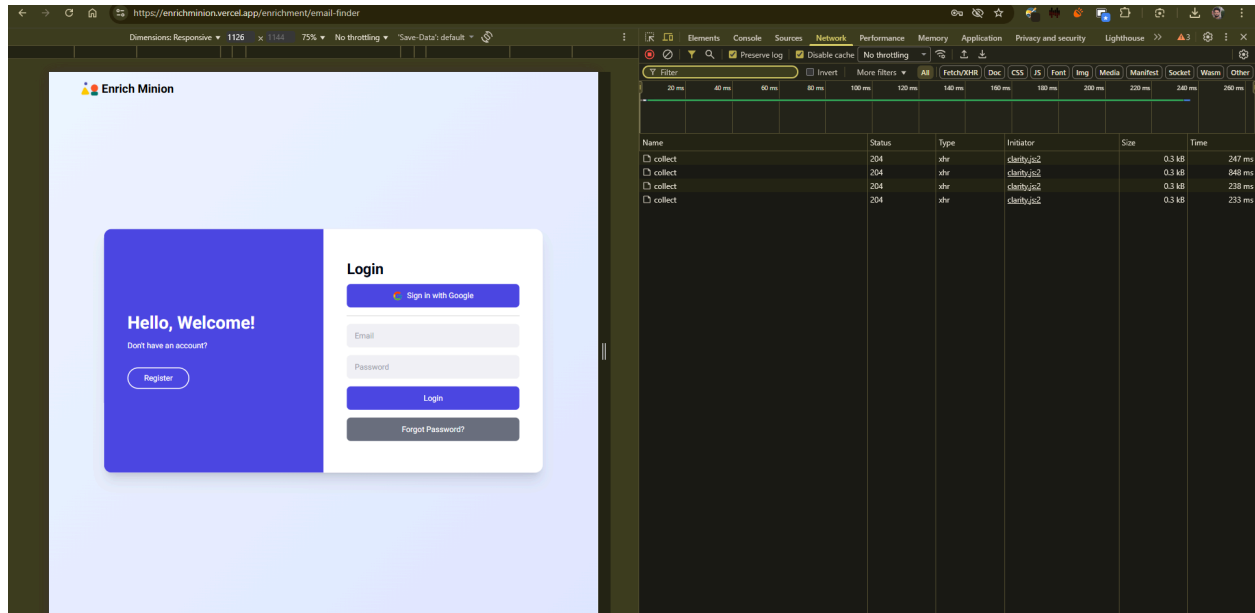 https://enrichminion.vercel.app/enrichment/email-finder
Dimensions: Responsive 1126 x 1144 75% No throttling 'Save-Data': default
Elements Console Sources Network Performance Memory Application Privacy and security Lighthouse 3
Preserve log Disable cache No throttling
Filter Invert More filters All Fetch/XHR Doc CSS JS Font Img Media Manifest Socket Wasm Other
20 ms 40 ms 60 ms 80 ms 100 ms 120 ms 140 ms 160 ms 180 ms 200 ms 220 ms 240 ms 260 ms
Name Status Type Initiator Size Time
collect 204 xhr clarity.js:2 0.3 kB 247 ms
collect 204 xhr clarity.js:2 0.3 kB 848 ms
collect 204 xhr clarity.js:2 0.3 kB 238 ms
collect 204 xhr clarity.js:2 0.3 kB 233 ms
Enrich Minion
Hello, Welcome!
Don't have an account?
Register
Login
Sign in with Google
Email
Password
Login
Forgot Password?